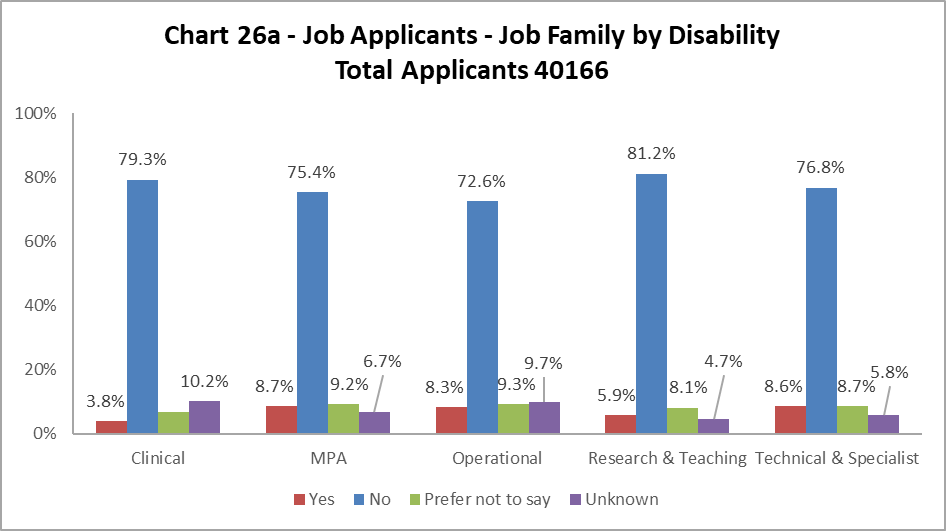 Chart 26a - Job Applicants - Job Family by Disability
Total Applicants 40166
100%
80%
60%
40%
20%
0%
79.3%
75.4%
72.6%
81.2%
76.8%
3.8%
10.2%
8.7%
9.2%
6.7%
8.3%
9.3%
9.7%
5.9%
8.1%
4.7%
8.6%
8.7%
5.8%
Clinical
MPA
Operational
Research & Teaching
Technical & Specialist
Yes
No
Prefer not to say
Unknown